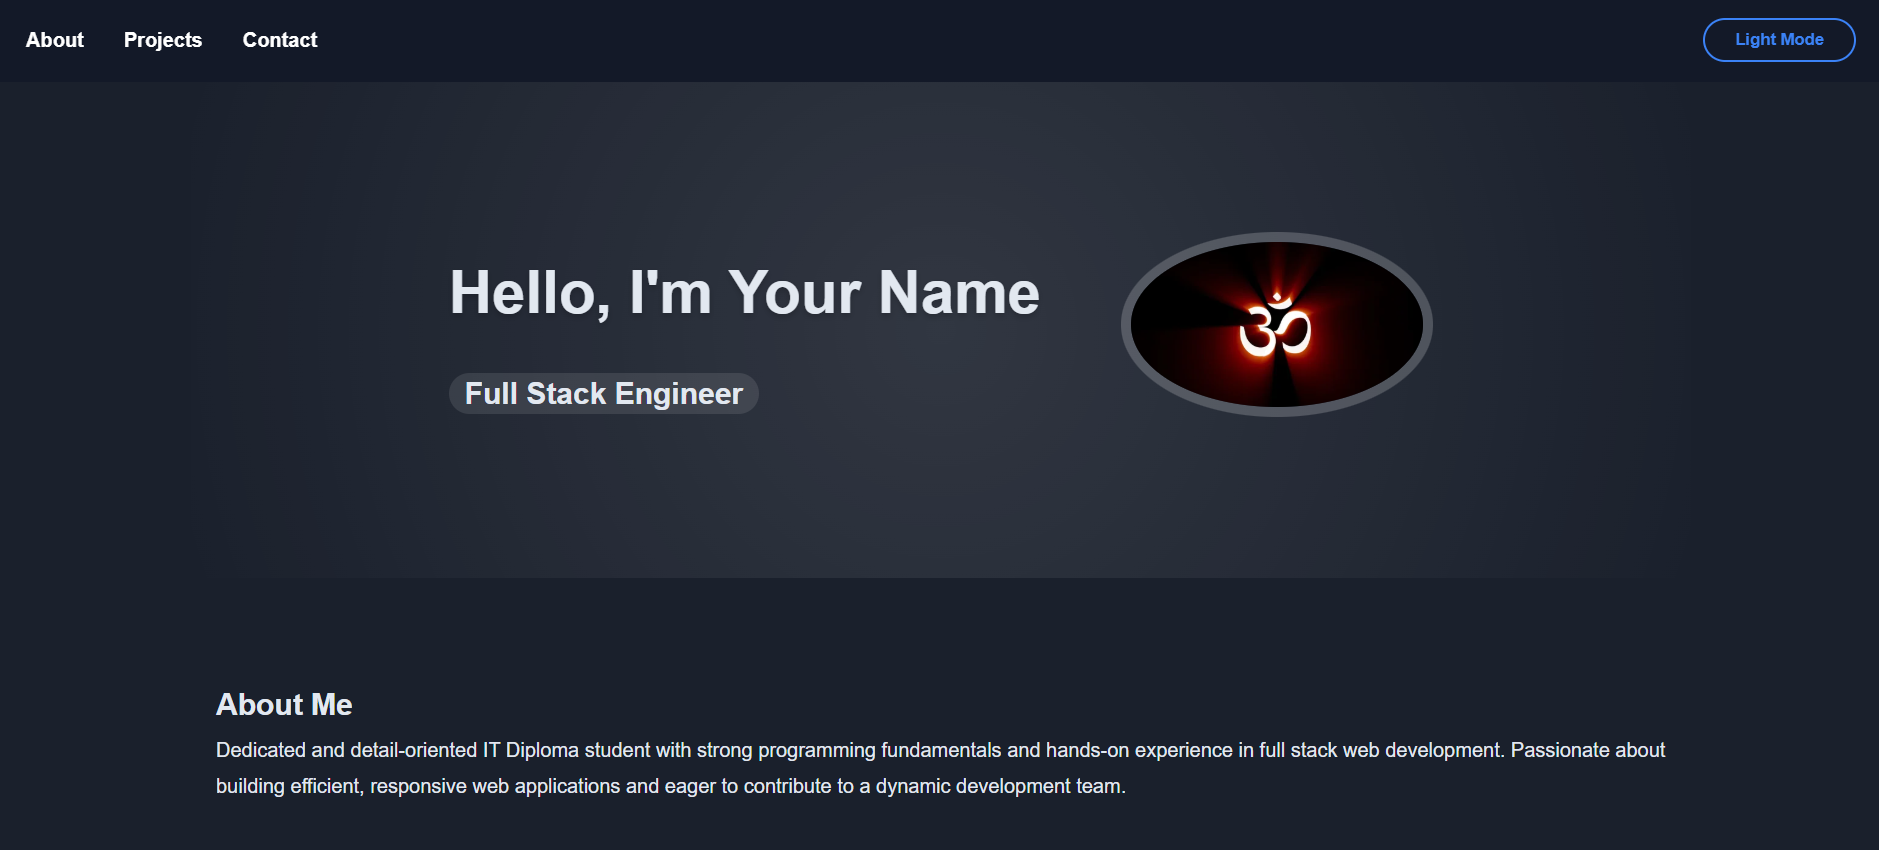 About Projects Contact Light Mode
Hello, I'm Your Name
ॐ
Full Stack Engineer
About Me
Dedicated and detail-oriented IT Diploma student with strong programming fundamentals and hands-on experience in full stack web development. Passionate about
building efficient, responsive web applications and eager to contribute to a dynamic development team.